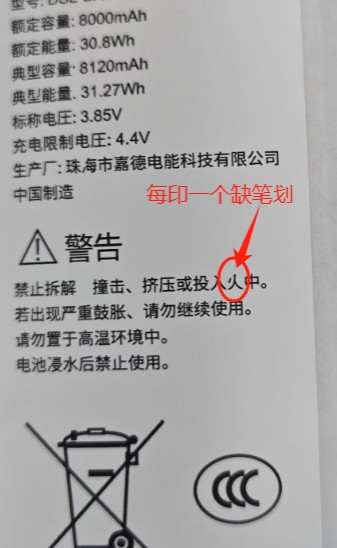 额定容量: 8000mAh
额定能量: 30.8Wh
典型容量: 8120mAh
典型能量: 31.27Wh
标称电压: 3.85V
充电限制电压: 4.4V
生产厂: 珠海市嘉德电能科技有限公司
中国制造
每印一个缺笔划
警告
禁止拆解 撞击、挤压或投入火中。
若出现严重鼓胀、请勿继续使用。
请勿置于高温环境中。
电池浸水后禁止使用。
CCC